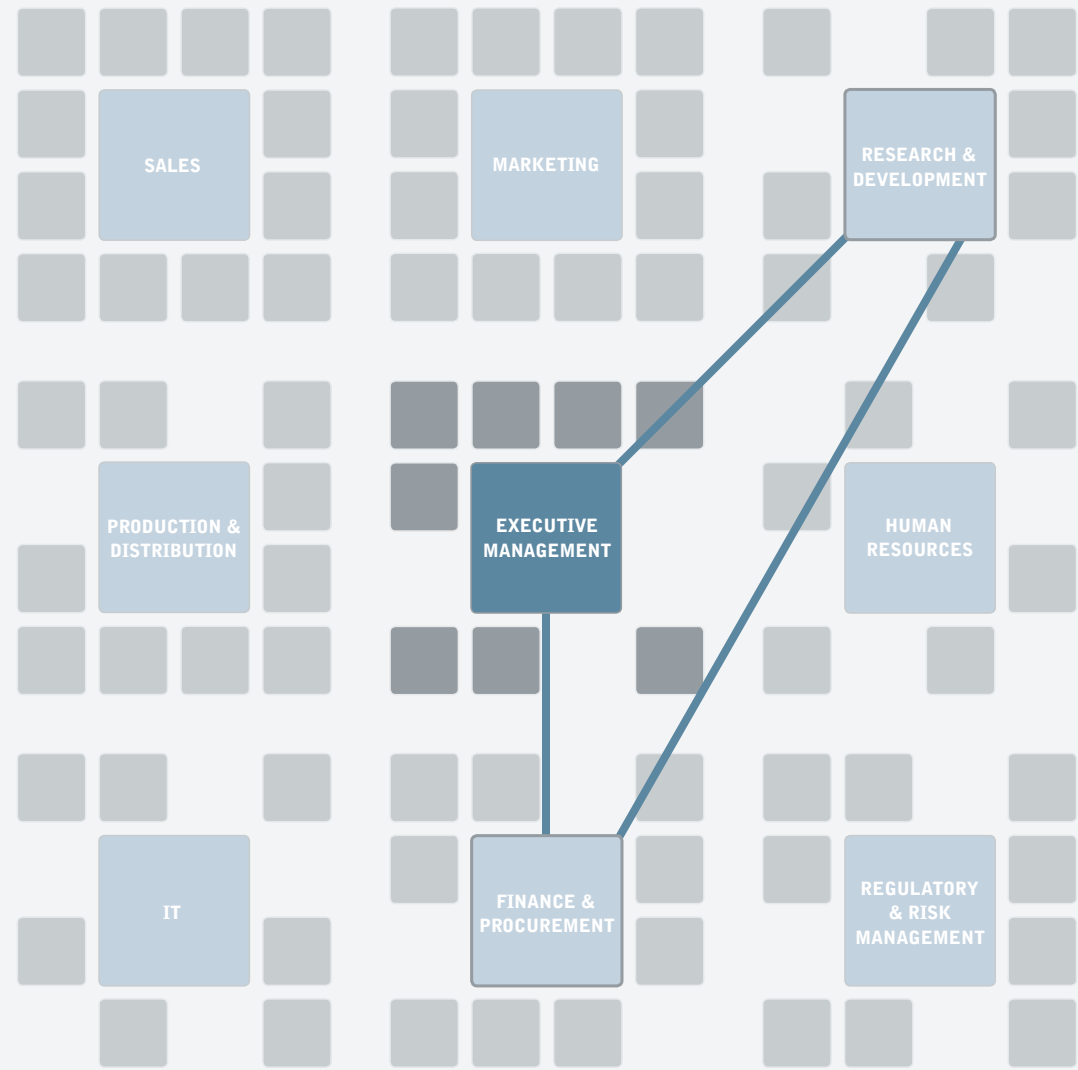 SALES
MARKETING
RESEARCH &
DEVELOPMENT
PRODUCTION &
DISTRIBUTION
EXECUTIVE
MANAGEMENT
HUMAN
RESOURCES
IT
FINANCE &
PROCUREMENT
REGULATORY
& RISK
MANAGEMENT